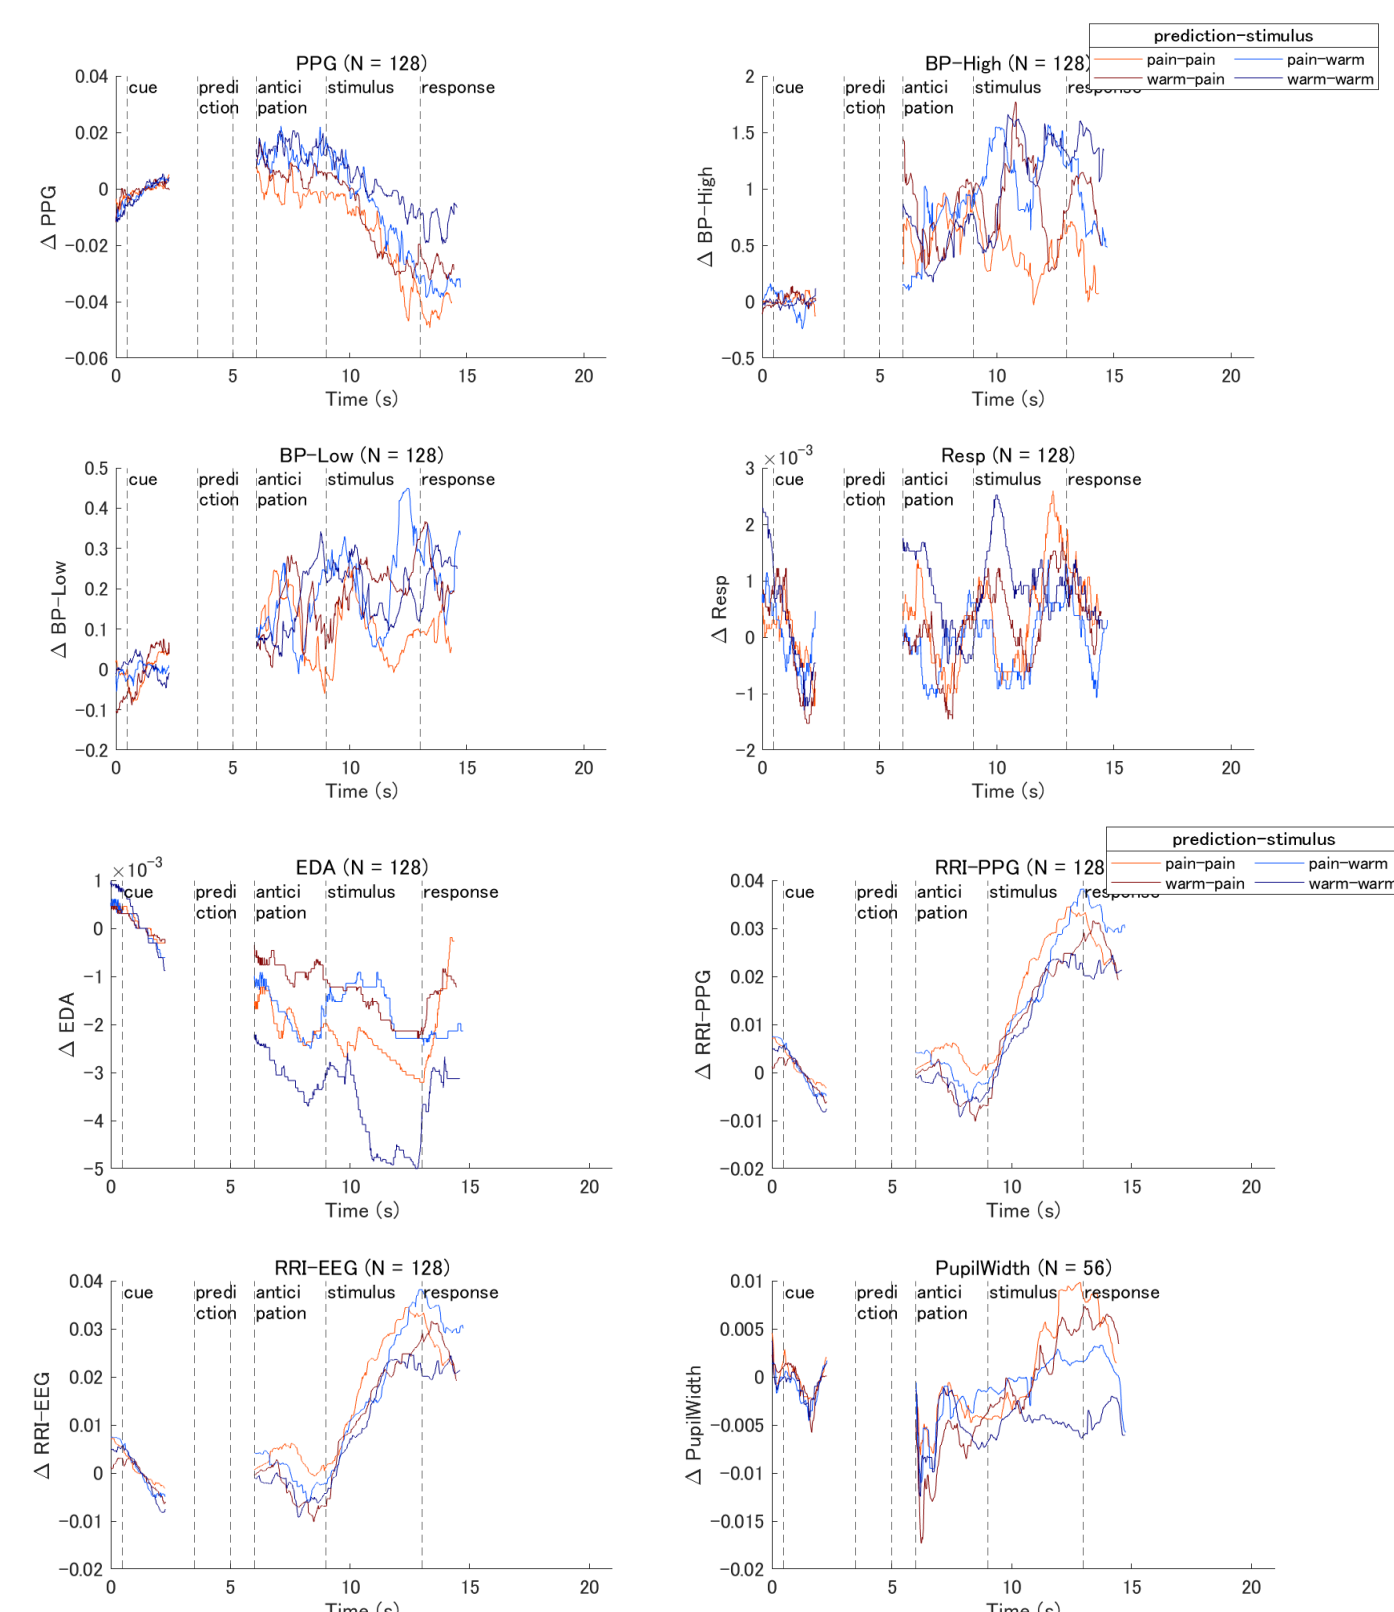 prediction-stimulus
pain-pain pain-warm
warm-pain warm-warm
PPG (N = 128)
0.04
0.02
0
-0.02
-0.04
-0.06
Δ PPG
cue
predi
ction
antici
pation
stimulus
response
0 5 10 15 20
Time (s)
BP-High (N = 128)
2
1.5
1
0.5
0
-0.5
Δ BP-High
cue
predi
ction
antici
pation
stimulus
response
0 5 10 15 20
Time (s)
BP-Low (N = 128)
0.5
0.4
0.3
0.2
0.1
0
-0.1
-0.2
Δ BP-Low
cue
predi
ction
antici
pation
stimulus
response
0 5 10 15 20
Time (s)
Resp (N = 128)
×10⁻³
3
2
1
0
-1
-2
Δ Resp
cue
predi
ction
antici
pation
stimulus
response
0 5 10 15 20
Time (s)
EDA (N = 128)
×10⁻³
1
0
-1
-2
-3
-4
-5
Δ EDA
cue
predi
ction
antici
pation
stimulus
response
0 5 10 15 20
Time (s)
prediction-stimulus
pain-pain pain-warm
warm-pain warm-warm
RRI-PPG (N = 128
0.04
0.03
0.02
0.01
0
-0.01
-0.02
Δ RRI-PPG
cue
predi
ction
antici
pation
stimulus
response
0 5 10 15 20
Time (s)
RRI-EEG (N = 128)
0.04
0.03
0.02
0.01
0
-0.01
-0.02
Δ RRI-EEG
cue
predi
ction
antici
pation
stimulus
response
0 5 10 15 20
Time (s)
PupilWidth (N = 56)
0.01
0.005
0
-0.005
-0.01
-0.015
-0.02
Δ PupilWidth
cue
predi
ction
antici
pation
stimulus
response
0 5 10 15 20
Time (s)